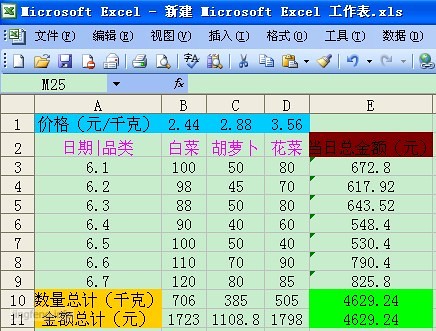 Microsoft Excel - 新建 Microsoft Excel 工作表.xls
文件(F) 编辑(E) 视图(V) 插入(I) 格式(O) 工具(T) 数据(D)
M25 fx
A B C D E
1 价格（元/千克） 2.44 2.88 3.56
2 日期|品类 白菜 胡萝卜 花菜 当日总金额（元）
3 6.1 100 50 80 672.8
4 6.2 98 45 70 617.92
5 6.3 88 50 80 643.52
6 6.4 90 40 60 548.4
7 6.5 100 50 40 530.4
8 6.6 110 70 90 790.4
9 6.7 120 80 85 825.8
10 数量总计（千克） 706 385 505 4629.24
11 金额总计（元） 1723 1108.8 1798 4629.24